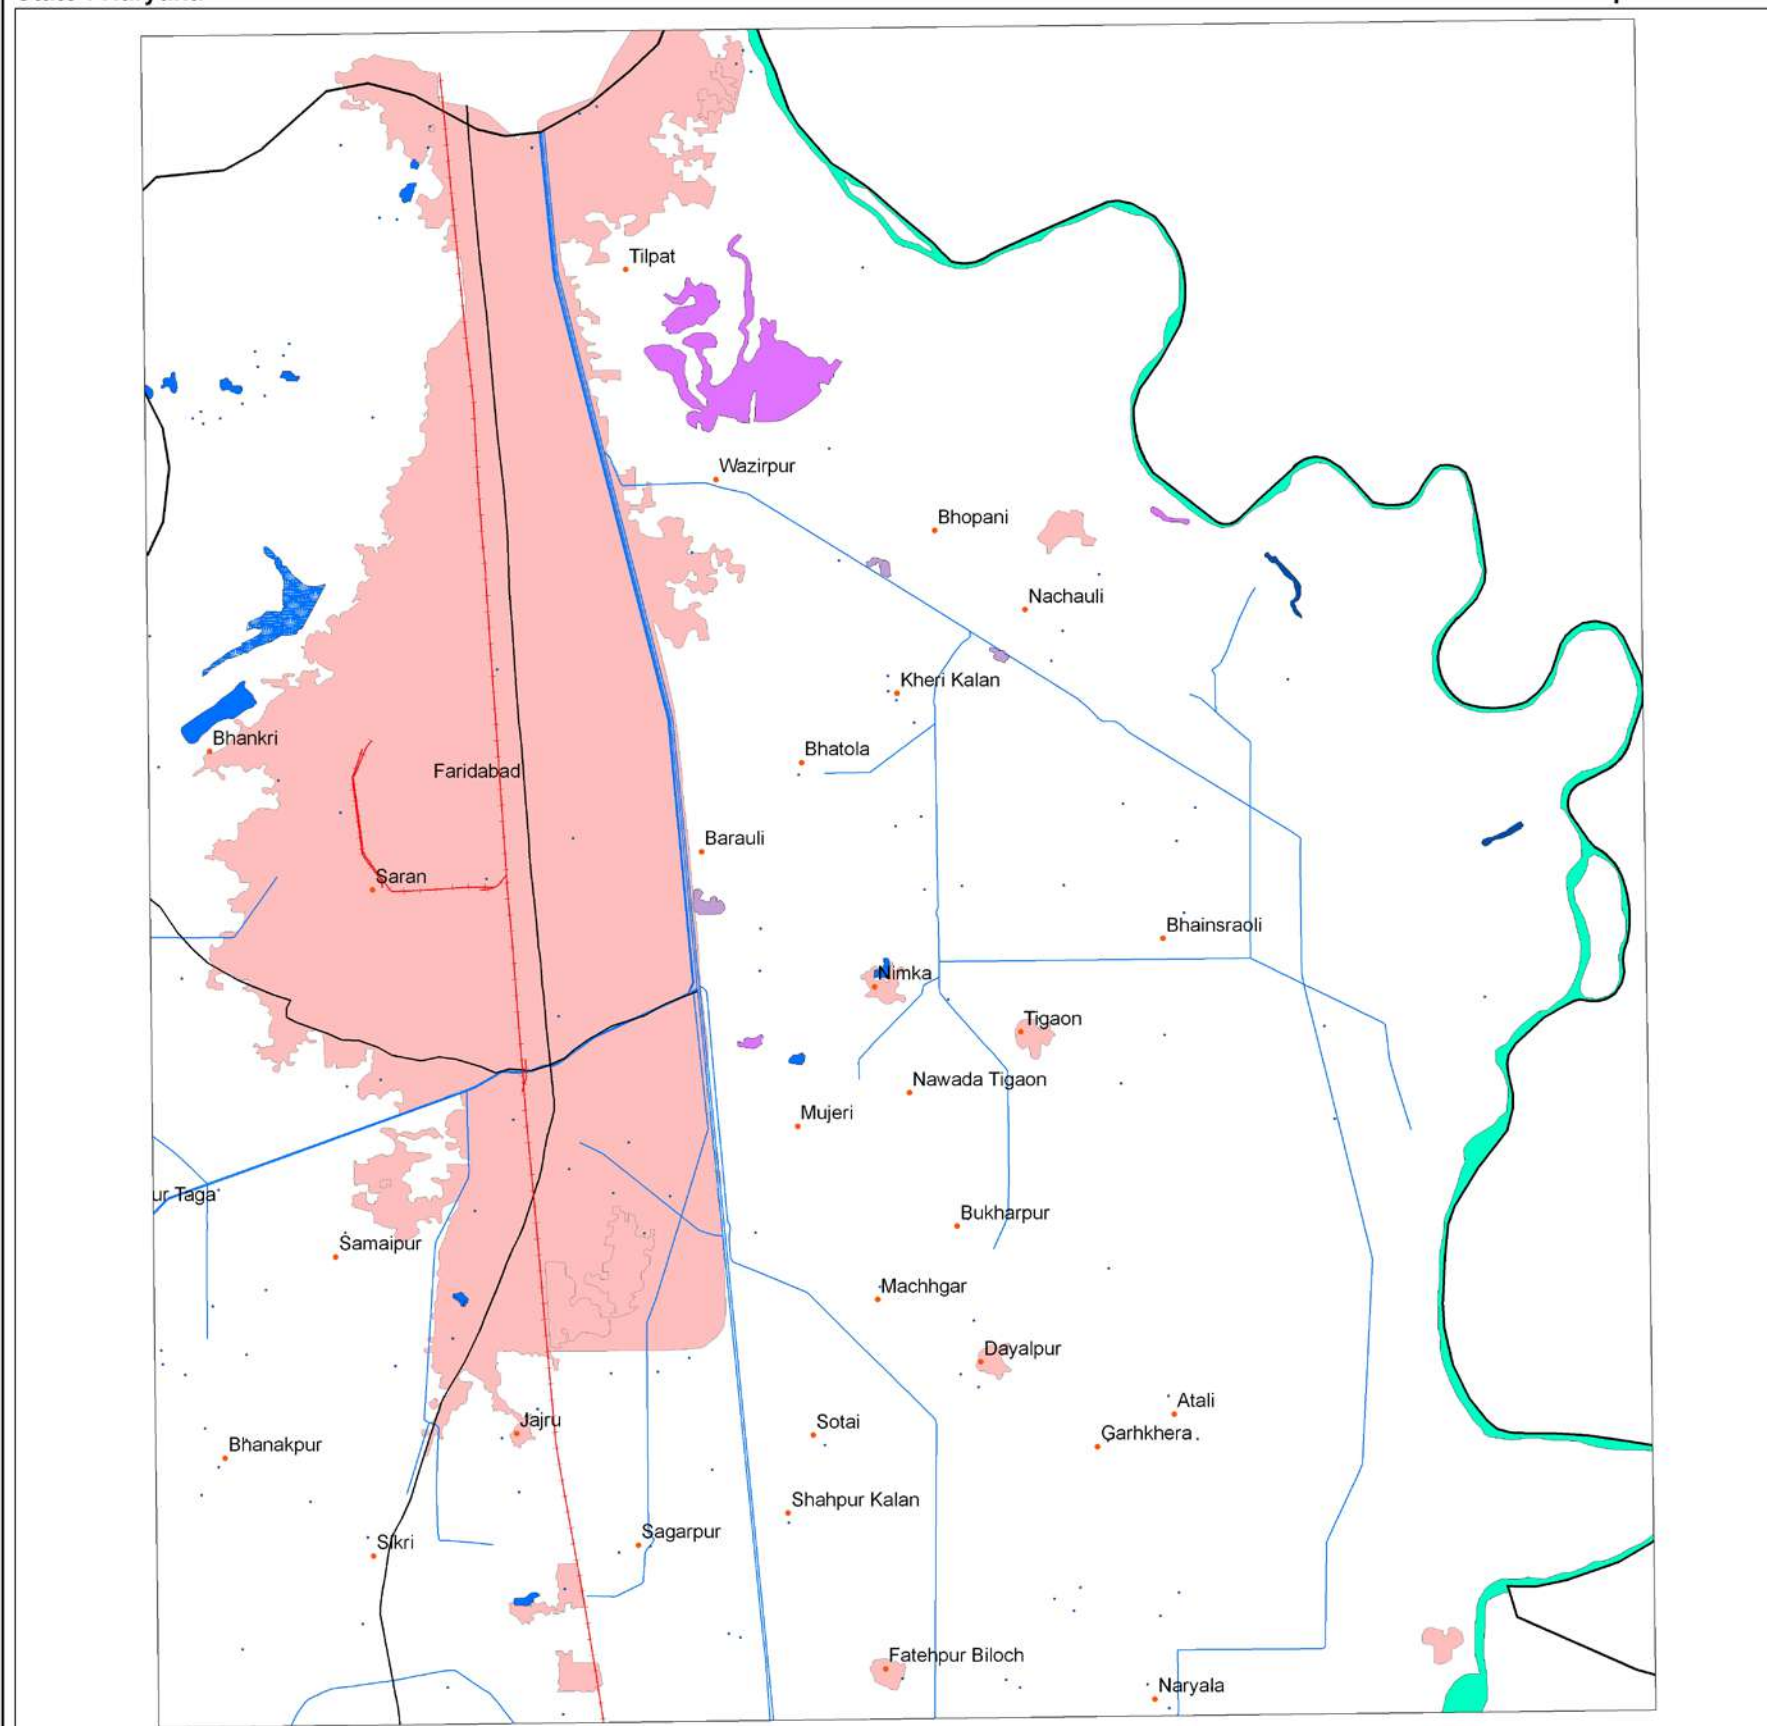 Tilpat
Wazirpur
Bhopani
Nachauli
Kheri Kalan
Bhankri
Bhatola
Faridabad
Barauli
Saran
Bhainsraoli
Nimka
Tigaon
Nawada Tigaon
Mujeri
ur Taga
Bukharpur
Samaipur
Machhgar
Dayalpur
Atali
Jajru
Sotai
Garhkhera
Bhanakpur
Shahpur Kalan
Sagarpur
Sikri
Fatehpur Biloch
Naryala